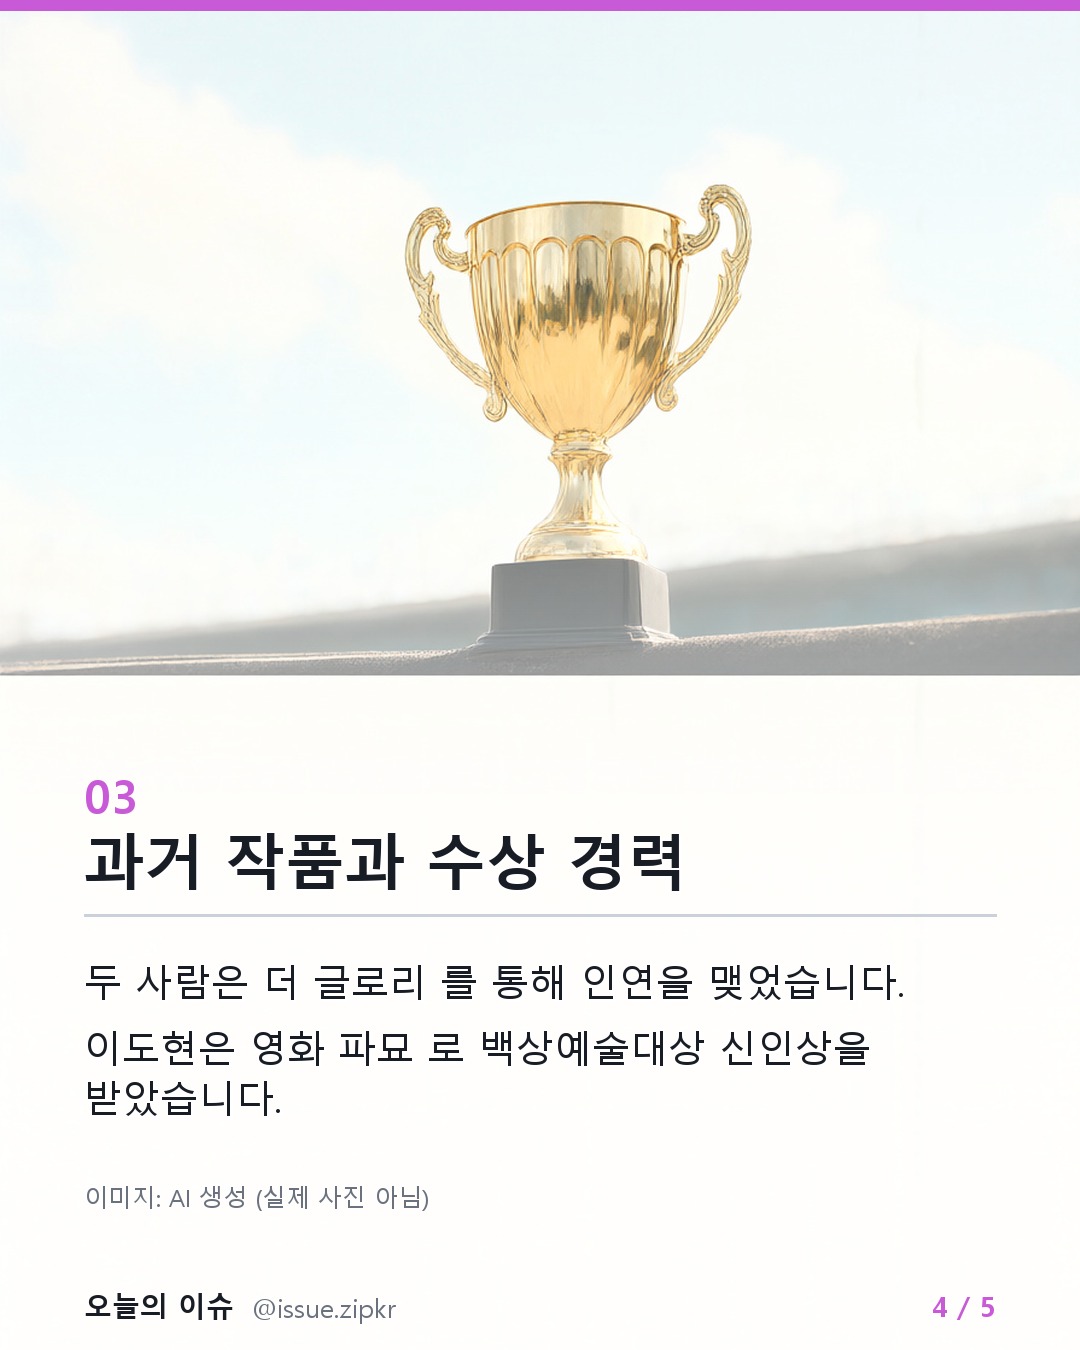 03
과거 작품과 수상 경력
두 사람은 더 글로리 를 통해 인연을 맺었습니다.
이도현은 영화 파묘 로 백상예술대상 신인상을
받았습니다.
이미지: AI 생성 (실제 사진 아님)
오늘의 이슈 @issue.zipkr
4 / 5